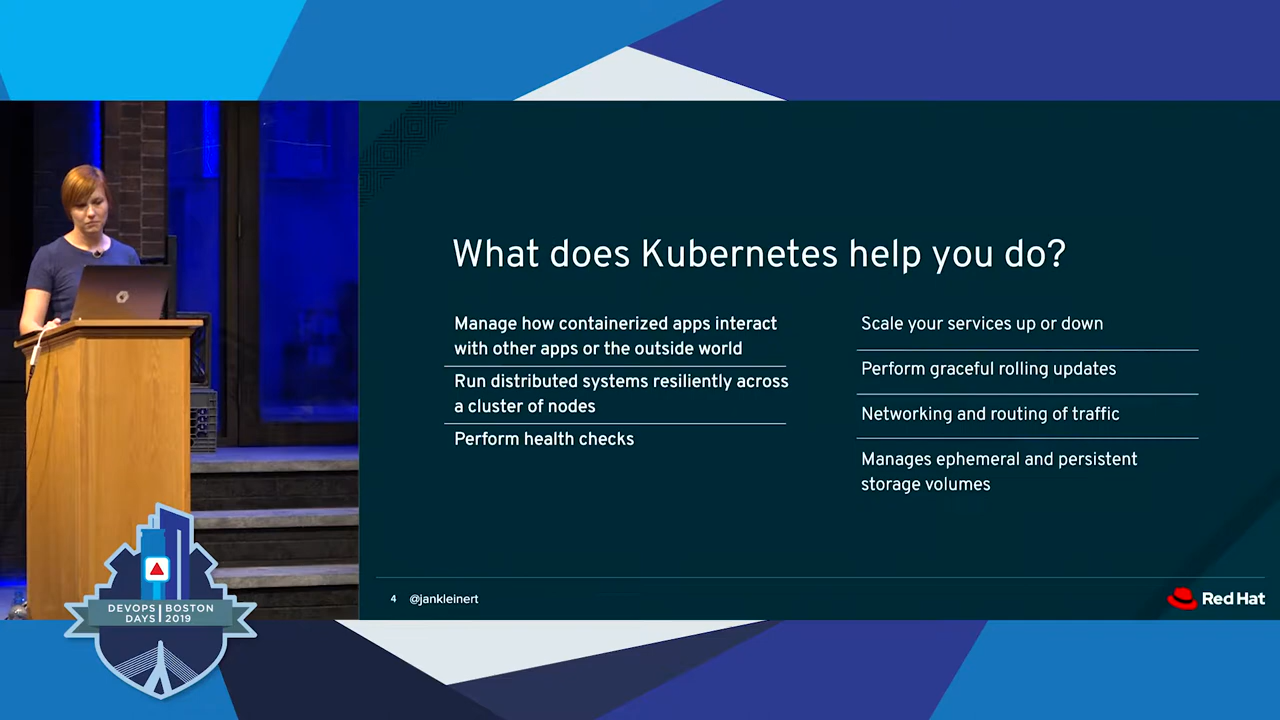 What does Kubernetes help you do?
Manage how containerized apps interact
with other apps or the outside world
Run distributed systems resiliently across
a cluster of nodes
Perform health checks
Scale your services up or down
Perform graceful rolling updates
Networking and routing of traffic
Manages ephemeral and persistent
storage volumes
4 @jankleinert
Red Hat
DEVOPS BOSTON
DAYS 2019